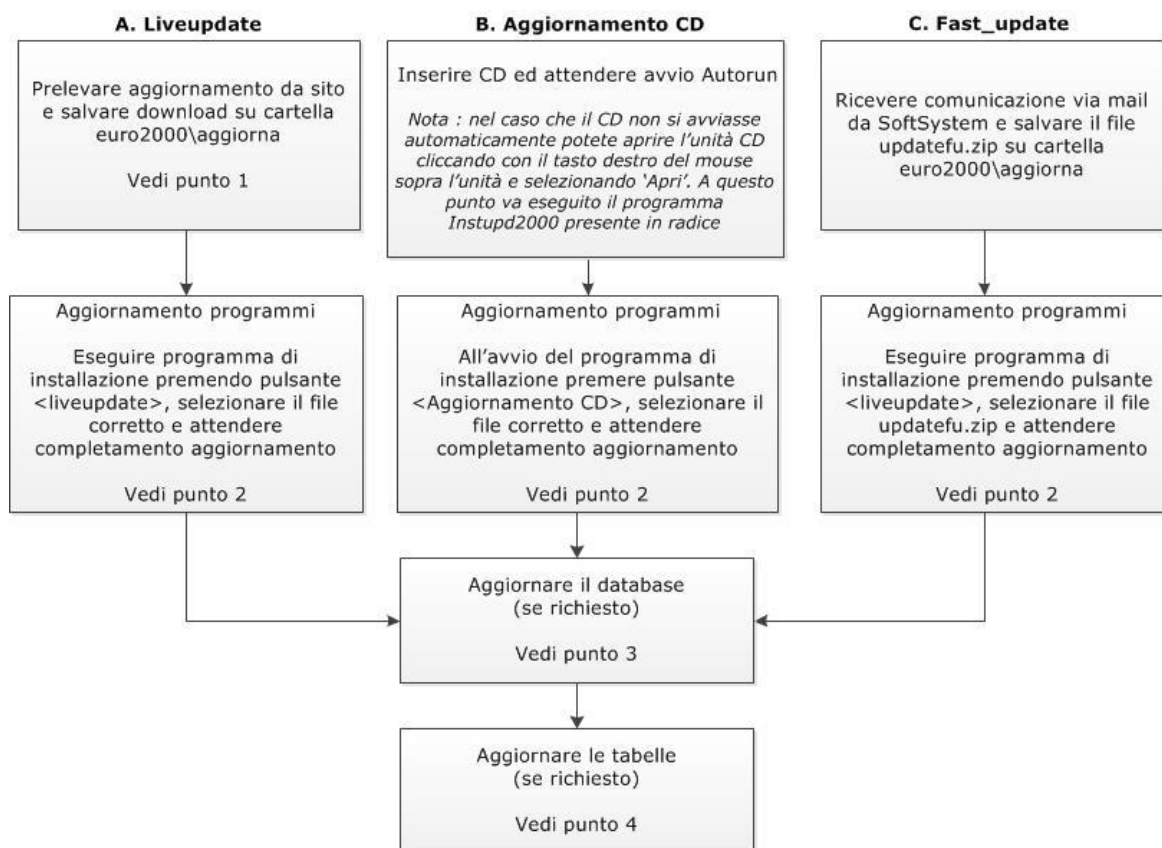 A. Liveupdate
Prelevare aggiornamento da sito
e salvare download su cartella
euro2000\aggiorna
Vedi punto 1
Aggiornamento programmi
Eseguire programma di
installazione premendo pulsante
<liveupdate>, selezionare il file
corretto e attendere
completamento aggiornamento
Vedi punto 2
B. Aggiornamento CD
Inserire CD ed attendere avvio Autorun
Nota : nel caso che il CD non si avviasse
automaticamente potete aprire l'unità CD
cliccando con il tasto destro del mouse
sopra l'unità e selezionando 'Apri'. A questo
punto va eseguito il programma
Instupd2000 presente in radice
Aggiornamento programmi
All'avvio del programma di
installazione premere pulsante
<Aggiornamento CD>, selezionare il
file corretto e attendere
completamento aggiornamento
Vedi punto 2
C. Fast_update
Ricevere comunicazione via mail
da SoftSystem e salvare il file
updatefu.zip su cartella
euro2000\aggiorna
Aggiornamento programmi
Eseguire programma di
installazione premendo pulsante
<liveupdate>, selezionare il file
updatefu.zip e attendere
completamento aggiornamento
Vedi punto 2
Aggiornare il database
(se richiesto)
Vedi punto 3
Aggiornare le tabelle
(se richiesto)
Vedi punto 4